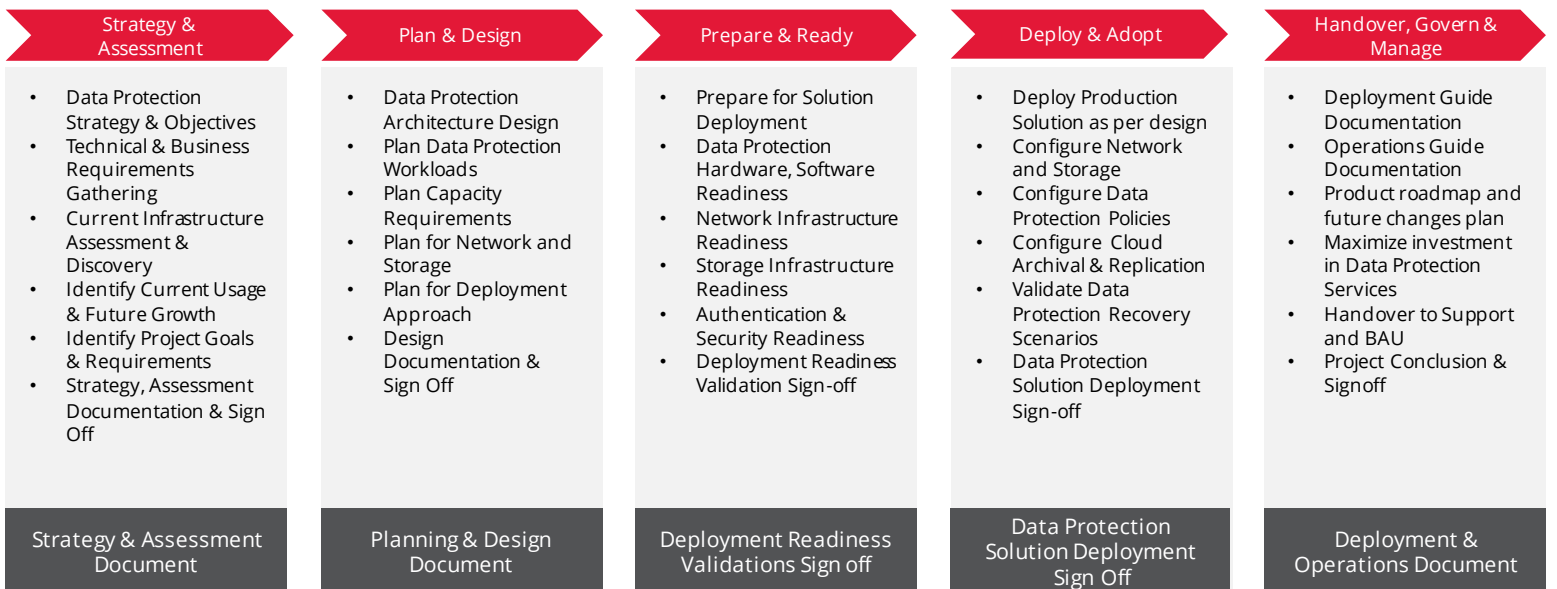 Strategy &
Assessment
• Data Protection
Strategy & Objectives
• Technical & Business
Requirements
Gathering
• Current Infrastructure
Assessment &
Discovery
• Identify Current Usage
& Future Growth
• Identify Project Goals
& Requirements
• Strategy, Assessment
Documentation & Sign
Off
Strategy & Assessment
Document
Plan & Design
• Data Protection
Architecture Design
• Plan Data Protection
Workloads
• Plan Capacity
Requirements
• Plan for Network and
Storage
• Plan for Deployment
Approach
• Design
Documentation &
Sign Off
Planning & Design
Document
Prepare & Ready
• Prepare for Solution
Deployment
• Data Protection
Hardware, Software
Readiness
• Network Infrastructure
Readiness
• Storage Infrastructure
Readiness
• Authentication &
Security Readiness
• Deployment Readiness
Validation Sign-off
Deployment Readiness
Validations Sign off
Deploy & Adopt
• Deploy Production
Solution as per design
• Configure Network
and Storage
• Configure Data
Protection Policies
• Configure Cloud
Archival & Replication
• Validate Data
Protection Recovery
Scenarios
• Data Protection
Solution Deployment
Sign-off
Data Protection
Solution Deployment
Sign Off
Handover, Govern &
Manage
• Deployment Guide
Documentation
• Operations Guide
Documentation
• Product roadmap and
future changes plan
• Maximize investment
in Data Protection
Services
• Handover to Support
and BAU
• Project Conclusion &
Signoff
Deployment &
Operations Document